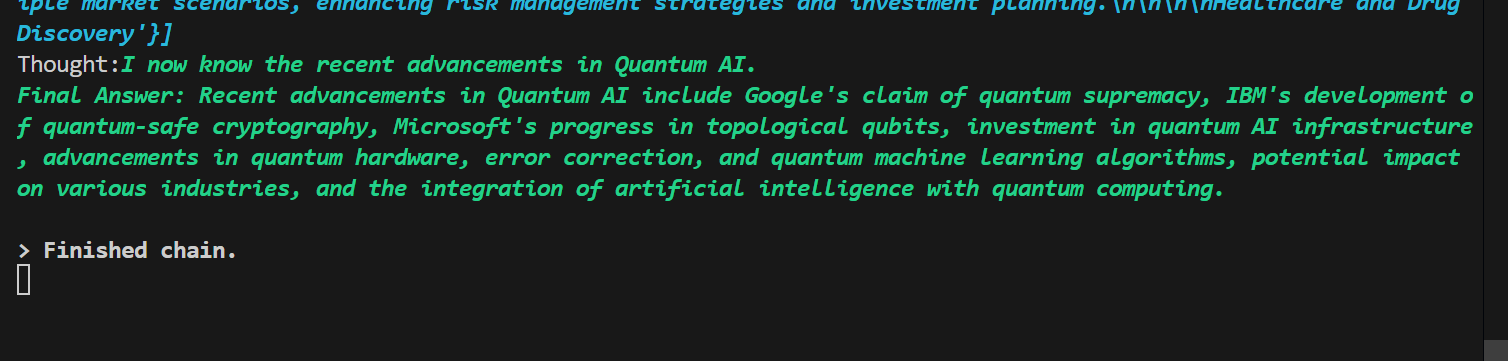 iple market scenarios, enhancing risk management strategies and investment planning.\n\n\n\nHealthcare and Drug
Discovery'}]
Thought:I now know the recent advancements in Quantum AI.
Final Answer: Recent advancements in Quantum AI include Google's claim of quantum supremacy, IBM's development o
f quantum-safe cryptography, Microsoft's progress in topological qubits, investment in quantum AI infrastructure
, advancements in quantum hardware, error correction, and quantum machine learning algorithms, potential impact
on various industries, and the integration of artificial intelligence with quantum computing.
> Finished chain.